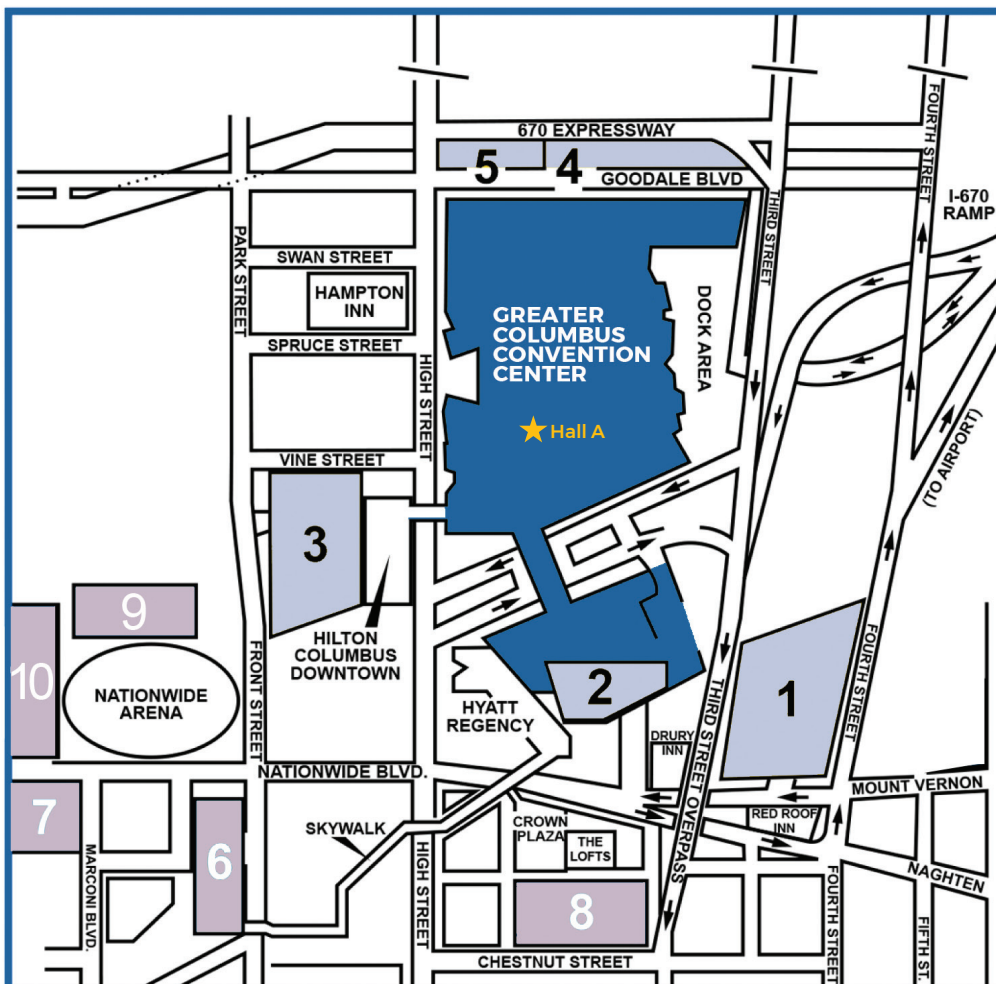 670 EXPRESSWAY
5
4
GOODALE BLVD
FOURTH STREET
I-670
RAMP
THIRD STREET
PARK STREET
SWAN STREET
HAMPTON
INN
SPRUCE STREET
HIGH STREET
GREATER
COLUMBUS
CONVENTION
CENTER
DOCK AREA
Hall A
VINE STREET
(TO AIRPORT)
3
HILTON
COLUMBUS
DOWNTOWN
9
10
NATIONWIDE
ARENA
FRONT STREET
HYATT
REGENCY
2
1
THIRD STREET OVERPASS
FOURTH STREET
DRURY
INN
NATIONWIDE BLVD.
MOUNT VERNON
7
6
SKYWALK
CROWN
PLAZA
THE
LOFTS
RED ROOF
INN
MARCONI BLVD.
HIGH STREET
8
NAGHTEN
FOURTH STREET
FIFTH ST.
CHESTNUT STREET